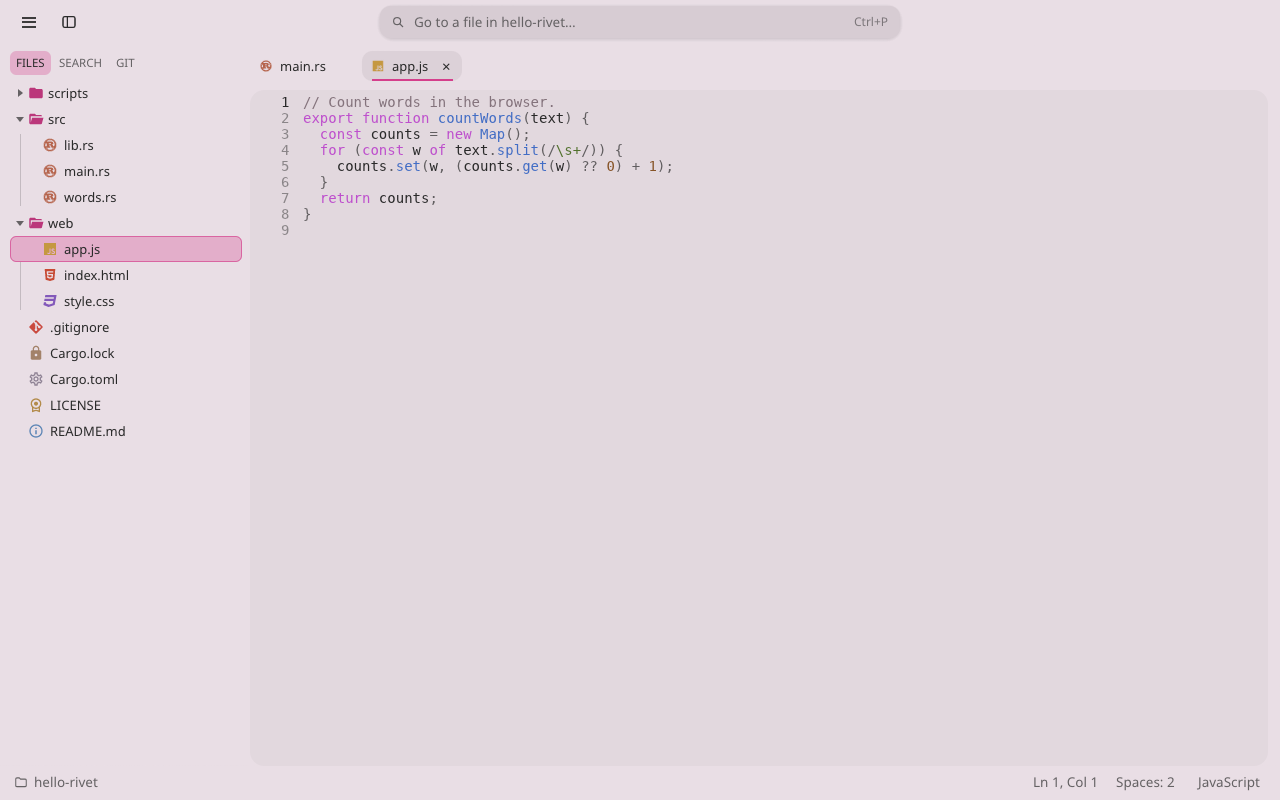 Go to a file in hello-rivet... Ctrl+P
FILES SEARCH GIT
scripts
src
lib.rs
main.rs
words.rs
web
app.js
index.html
style.css
.gitignore
Cargo.lock
Cargo.toml
LICENSE
README.md
main.rs app.js ×
1 // Count words in the browser.
2 export function countWords(text) {
3   const counts = new Map();
4   for (const w of text.split(/\s+/)) {
5     counts.set(w, (counts.get(w) ?? 0) + 1);
6   }
7   return counts;
8 }
9
hello-rivet Ln 1, Col 1 Spaces: 2 JavaScript